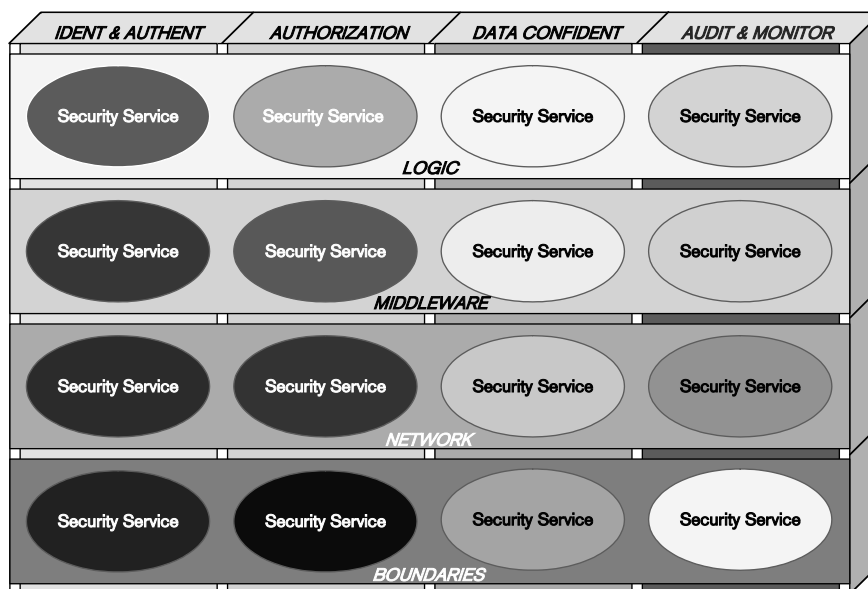 IDENT & AUTHENT AUTHORIZATION DATA CONFIDENT AUDIT & MONITOR
Security Service Security Service Security Service Security Service
LOGIC
Security Service Security Service Security Service Security Service
MIDDLEWARE
Security Service Security Service Security Service Security Service
NETWORK
Security Service Security Service Security Service Security Service
BOUNDARIES